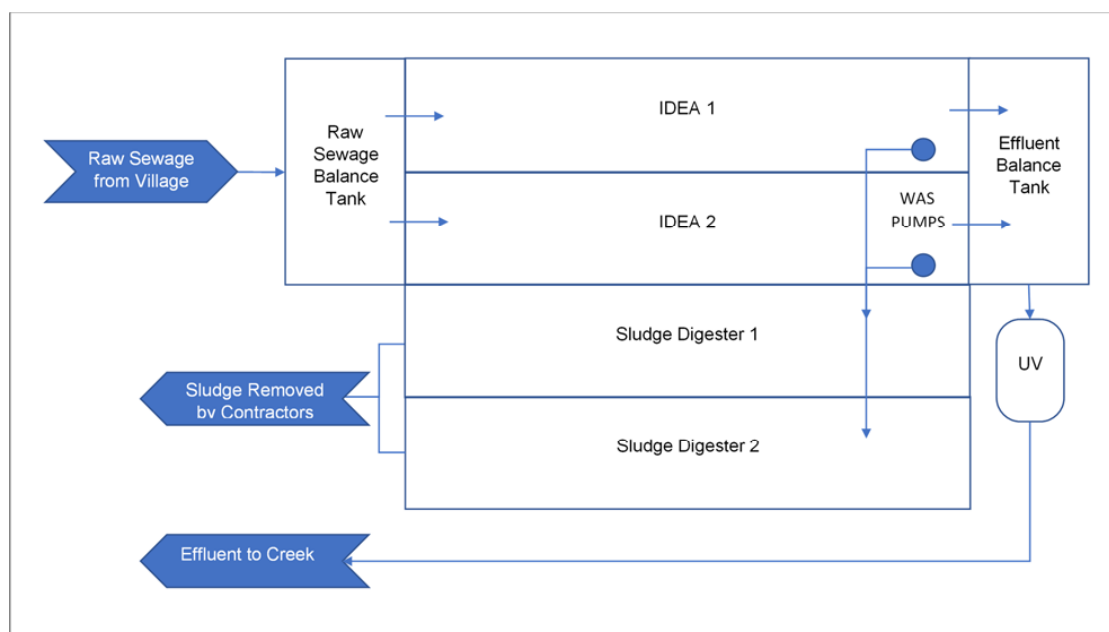 Raw Sewage
from Village
Raw
Sewage
Balance
Tank
IDEA 1
IDEA 2
WAS
PUMPS
Effluent
Balance
Tank
Sludge Digester 1
Sludge Digester 2
Sludge Removed
by Contractors
UV
Effluent to Creek